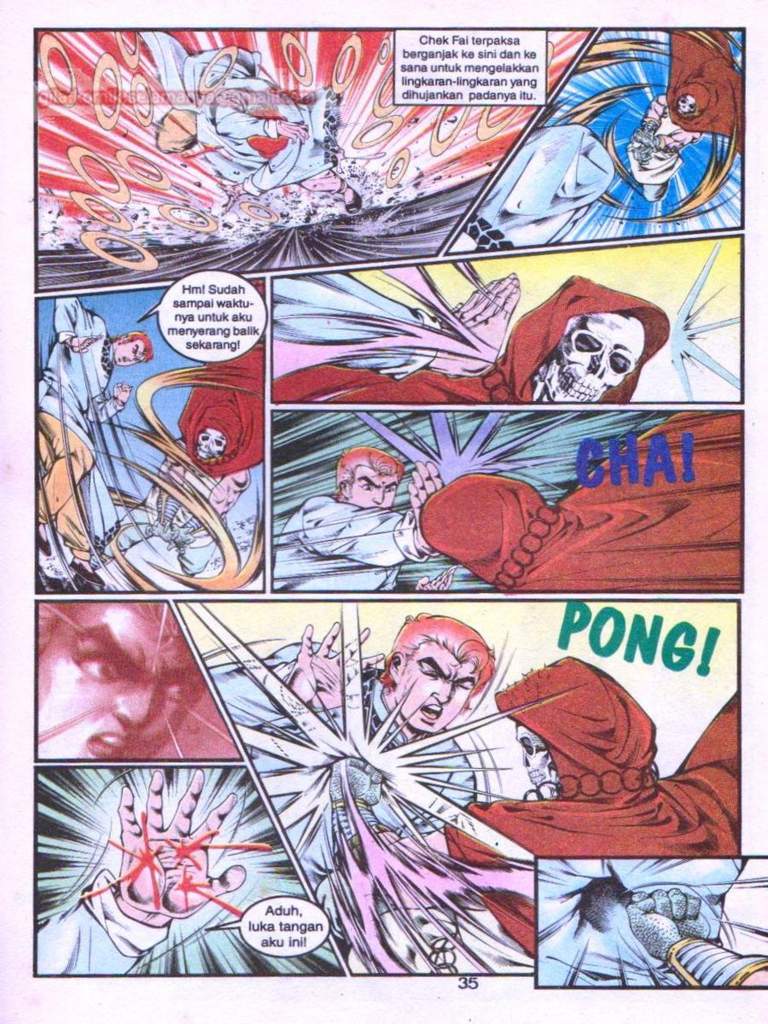 Chek Fai terpaksa
berganjak ke sini dan ke
sana untuk mengelakkan
lingkaran-lingkaran yang
dihujankan padanya itu.
Hm! Sudah
sampai waktu-
nya untuk aku
menyerang balik
sekarang!
CHA!
PONG!
Aduh,
luka tangan
aku ini!
35